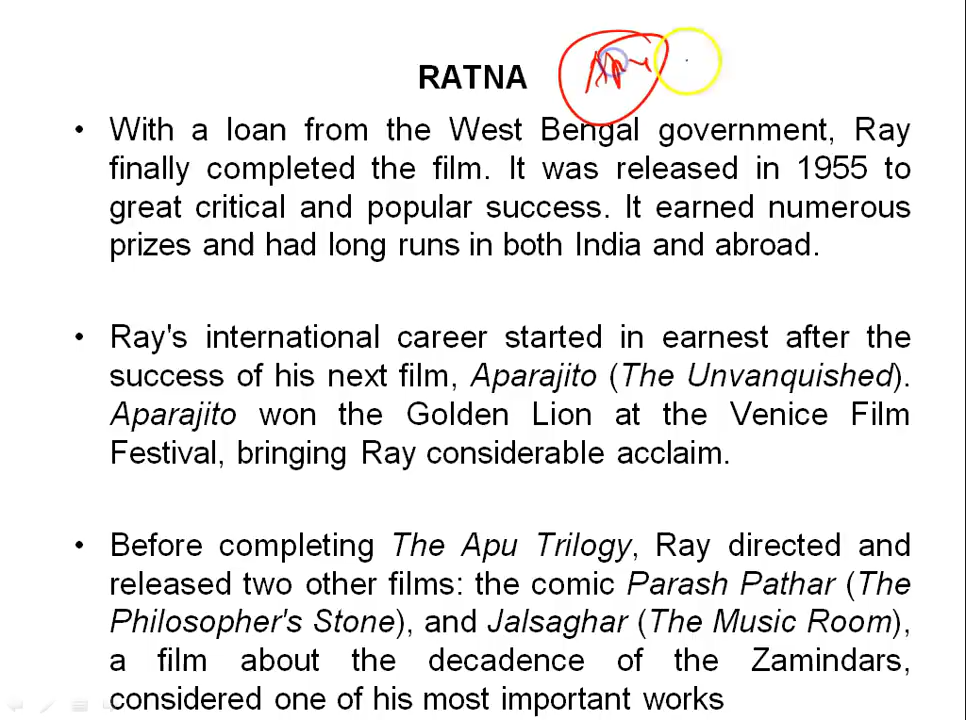 RATNA
• With a loan from the West Bengal government, Ray
finally completed the film. It was released in 1955 to
great critical and popular success. It earned numerous
prizes and had long runs in both India and abroad.
• Ray's international career started in earnest after the
success of his next film, Aparajito (The Unvanquished).
Aparajito won the Golden Lion at the Venice Film
Festival, bringing Ray considerable acclaim.
• Before completing The Apu Trilogy, Ray directed and
released two other films: the comic Parash Pathar (The
Philosopher's Stone), and Jalsaghar (The Music Room),
a film about the decadence of the Zamindars,
considered one of his most important works